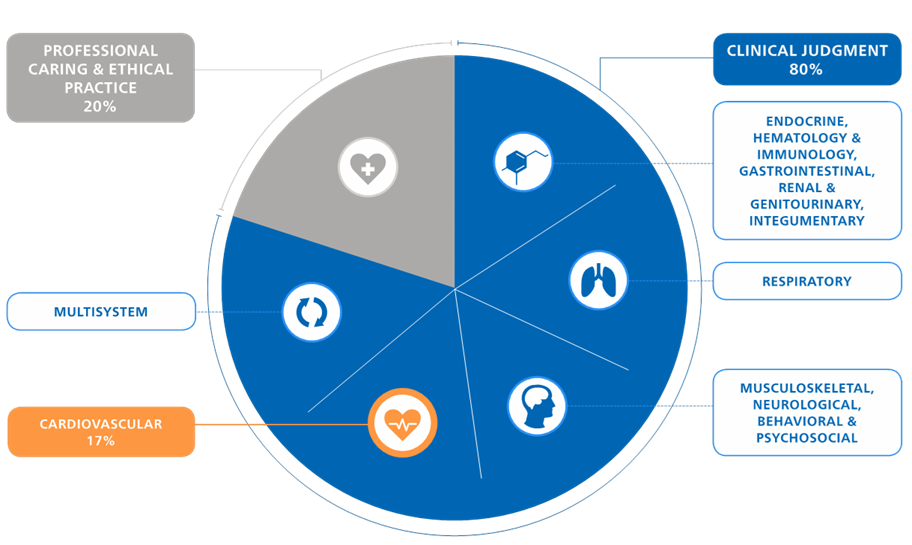 PROFESSIONAL
CARING & ETHICAL
PRACTICE
20%
CLINICAL JUDGMENT
80%
ENDOCRINE,
HEMATOLOGY &
IMMUNOLOGY,
GASTROINTESTINAL,
RENAL &
GENITOURINARY,
INTEGUMENTARY
RESPIRATORY
MULTISYSTEM
MUSCULOSKELETAL,
NEUROLOGICAL,
BEHAVIORAL &
PSYCHOSOCIAL
CARDIOVASCULAR
17%